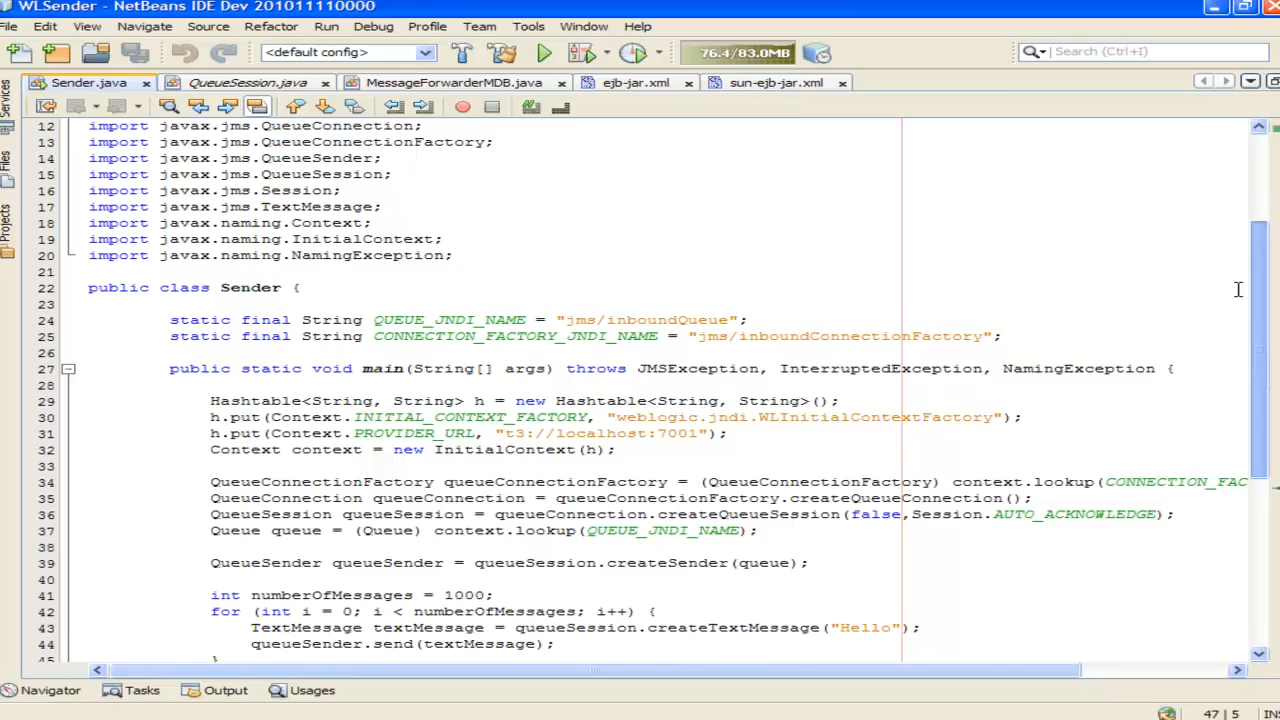 WLSender - NetBeans IDE Dev 201011110000
File Edit View Navigate Source Refactor Run Debug Profile Team Tools Window Help
<default config> 76.4/83.0MB Search (Ctrl+I)
Sender.java QueueSession.java MessageForwarderMDB.java ejb-jar.xml sun-ejb-jar.xml
Services
Files
Projects
12 import javax.jms.QueueConnection;
13 import javax.jms.QueueConnectionFactory;
14 import javax.jms.QueueSender;
15 import javax.jms.QueueSession;
16 import javax.jms.Session;
17 import javax.jms.TextMessage;
18 import javax.naming.Context;
19 import javax.naming.InitialContext;
20 import javax.naming.NamingException;
21
22 public class Sender {
23
24 static final String QUEUE_JNDI_NAME = "jms/inboundQueue";
25 static final String CONNECTION_FACTORY_JNDI_NAME = "jms/inboundConnectionFactory";
26
27 public static void main(String[] args) throws JMSException, InterruptedException, NamingException {
28
29 Hashtable<String, String> h = new Hashtable<String, String>();
30 h.put(Context.INITIAL_CONTEXT_FACTORY, "weblogic.jndi.WLInitialContextFactory");
31 h.put(Context.PROVIDER_URL, "t3://localhost:7001");
32 Context context = new InitialContext(h);
33
34 QueueConnectionFactory queueConnectionFactory = (QueueConnectionFactory) context.lookup(CONNECTION_FAC
35 QueueConnection queueConnection = queueConnectionFactory.createQueueConnection();
36 QueueSession queueSession = queueConnection.createQueueSession(false,Session.AUTO_ACKNOWLEDGE);
37 Queue queue = (Queue) context.lookup(QUEUE_JNDI_NAME);
38
39 QueueSender queueSender = queueSession.createSender(queue);
40
41 int numberOfMessages = 1000;
42 for (int i = 0; i < numberOfMessages; i++) {
43 TextMessage textMessage = queueSession.createTextMessage("Hello");
44 queueSender.send(textMessage);
45 }
Navigator Tasks Output Usages
47 | 5 INS